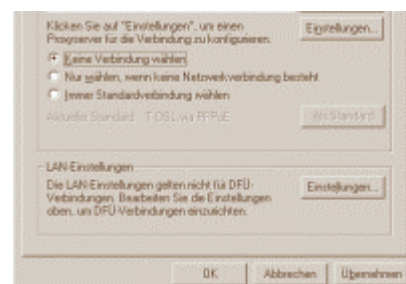 Klicken Sie auf "Einstellungen", um einen
Proxyserver für die Verbindung zu konfigurieren.
Einstellungen...
Keine Verbindung wählen
Nur wählen, wenn keine Netzwerkverbindung besteht
Immer Standardverbindung wählen
Aktueller Standard: T-DSL via PPPoE
Als Standard
LAN-Einstellungen
Die LAN-Einstellungen gelten nicht für DFÜ-
Verbindungen. Bearbeiten Sie die Einstellungen
oben, um DFÜ-Verbindungen einzurichten.
Einstellungen...
OK
Abbrechen
Übernehmen